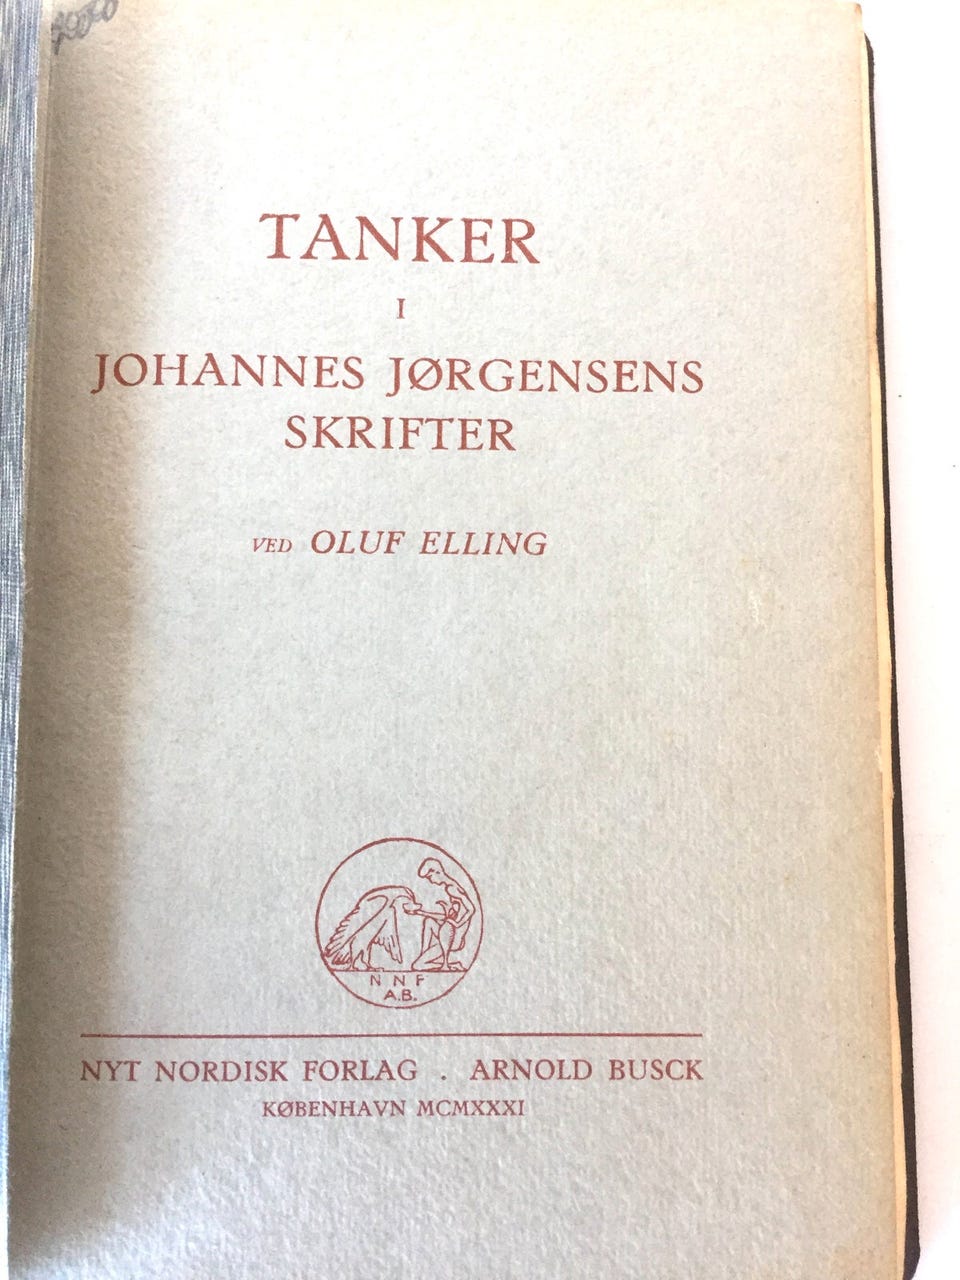 TANKER
I
JOHANNES JØRGENSENS
SKRIFTER
VED OLUF ELLING
N N F
A.B.
NYT NORDISK FORLAG . ARNOLD BUSCK
KØBENHAVN MCMXXXI